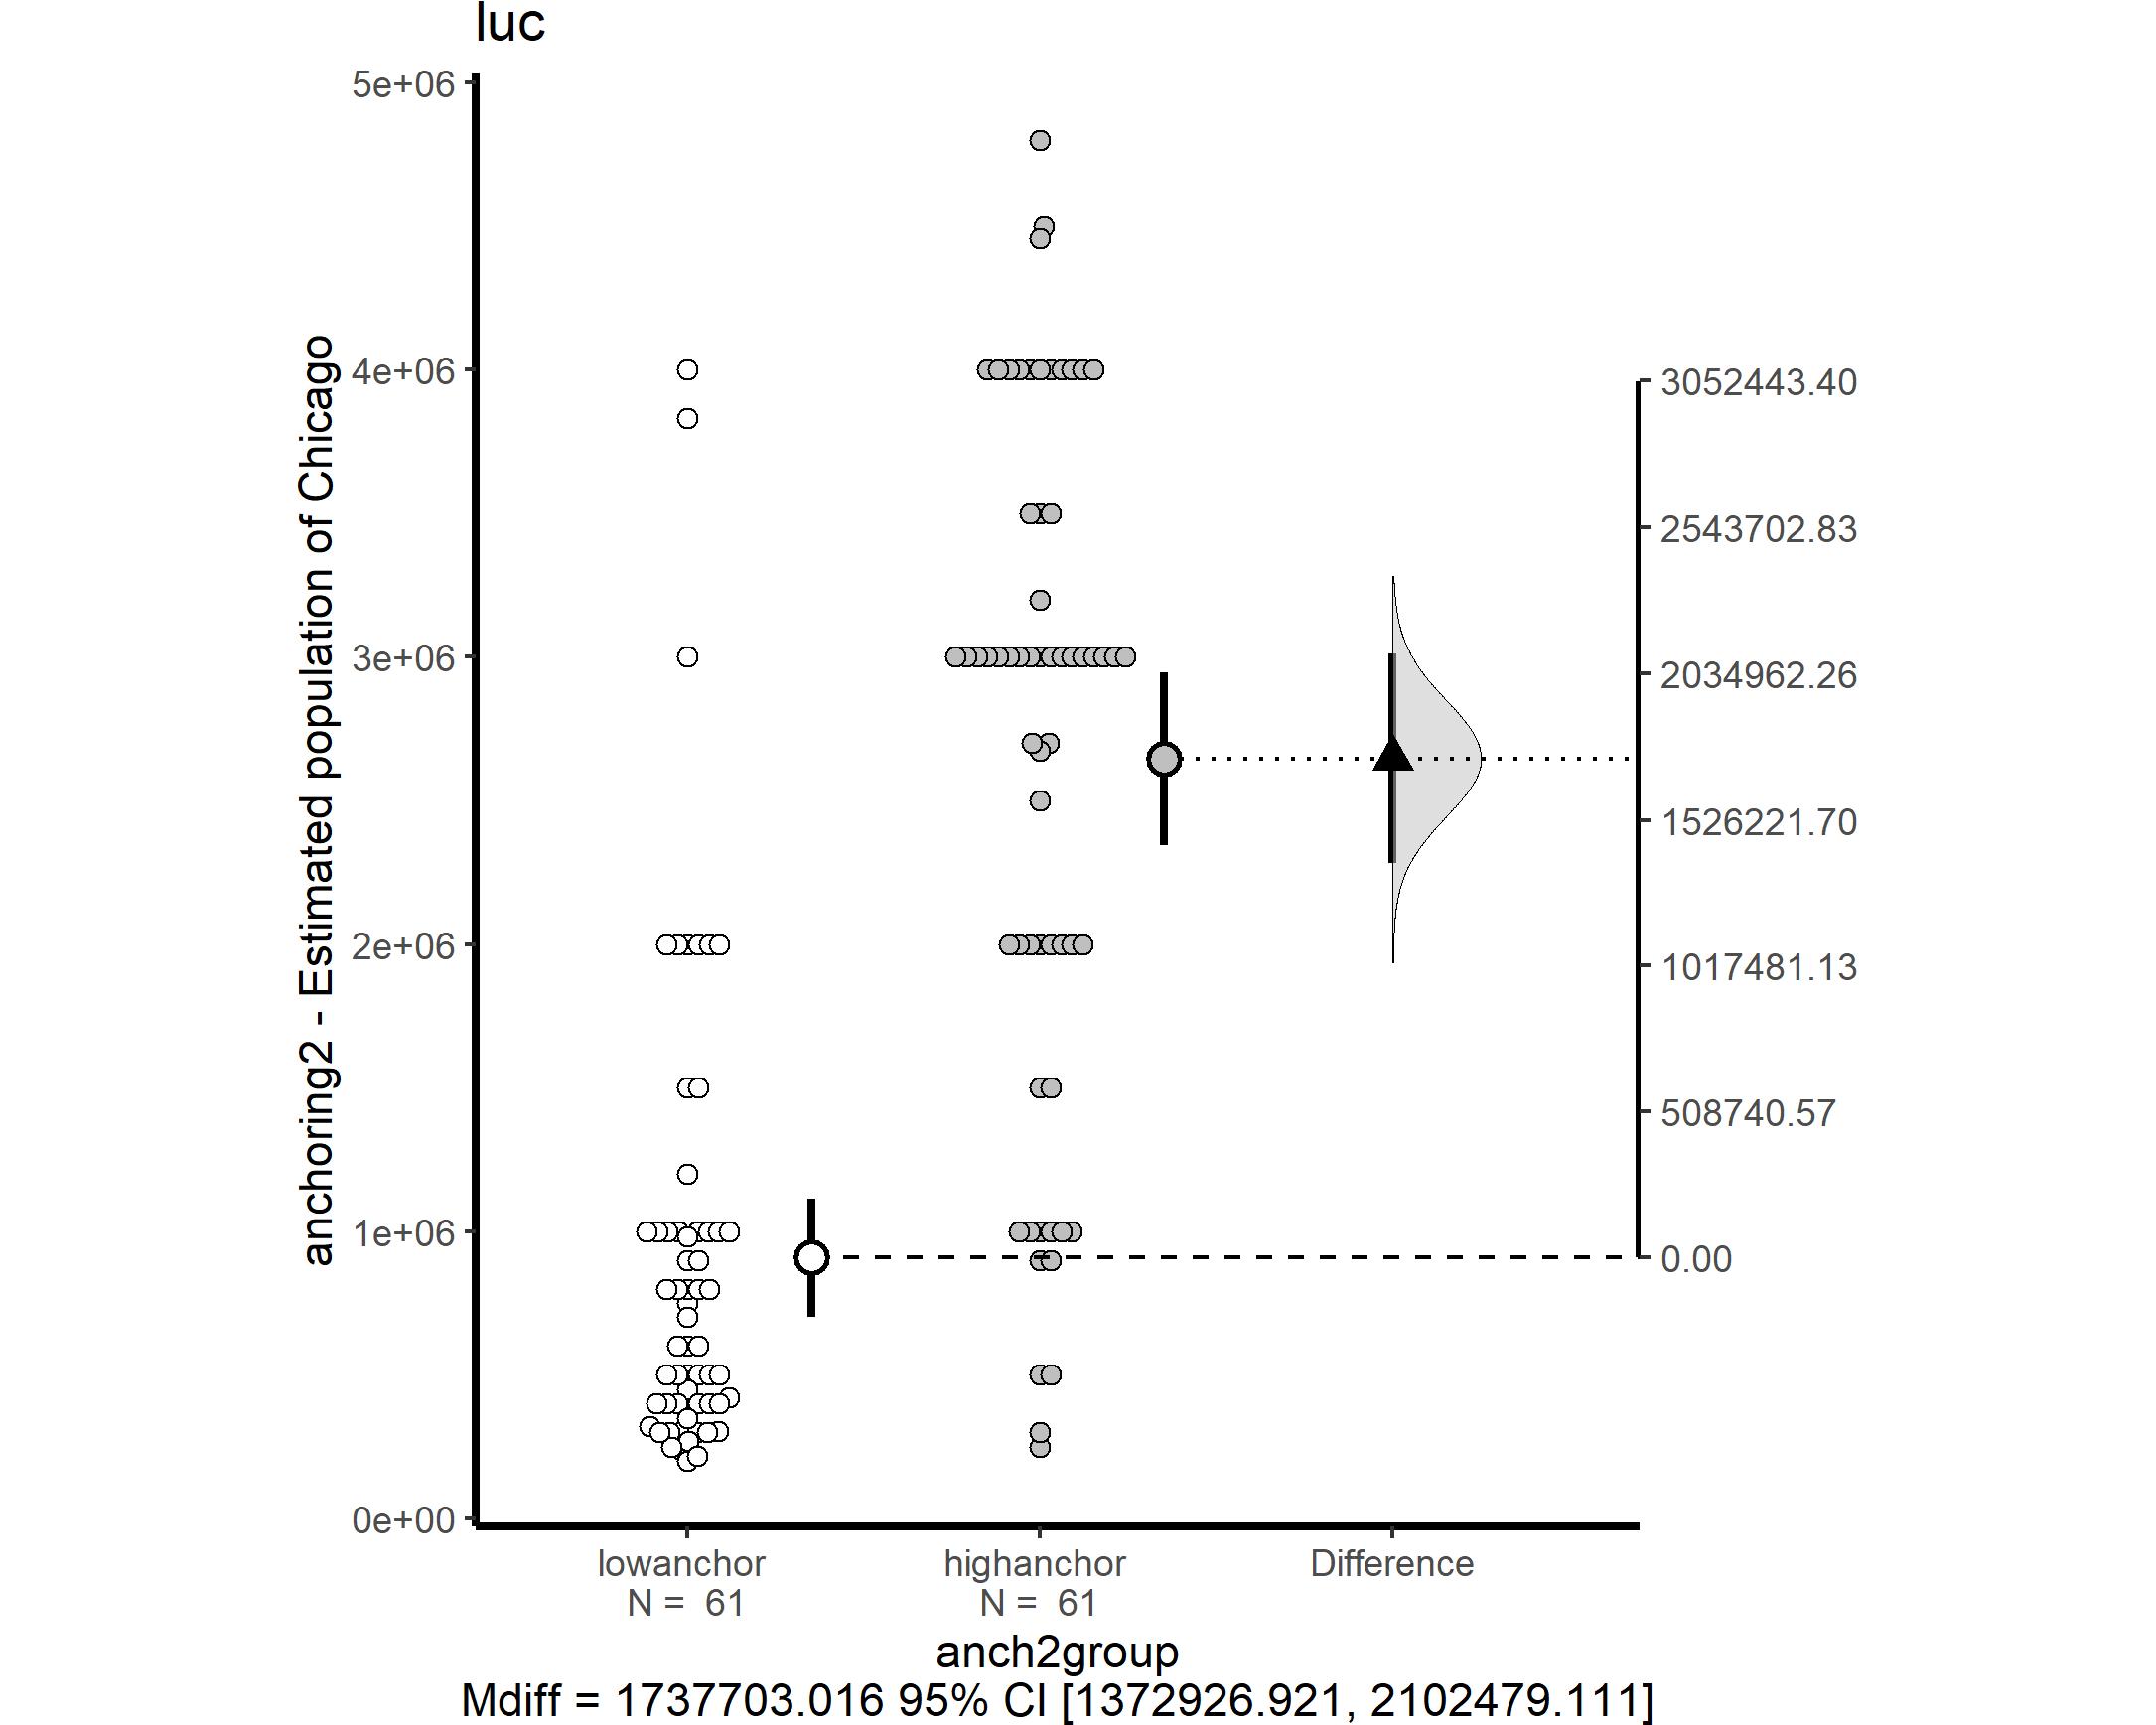 luc
5e+06
4e+06
3e+06
2e+06
1e+06
0e+00
anchoring2 - Estimated population of Chicago
3052443.40
2543702.83
2034962.26
1526221.70
1017481.13
508740.57
0.00
lowanchor highanchor Difference
N =  61 N =  61
anch2group
Mdiff = 1737703.016 95% CI [1372926.921, 2102479.111]